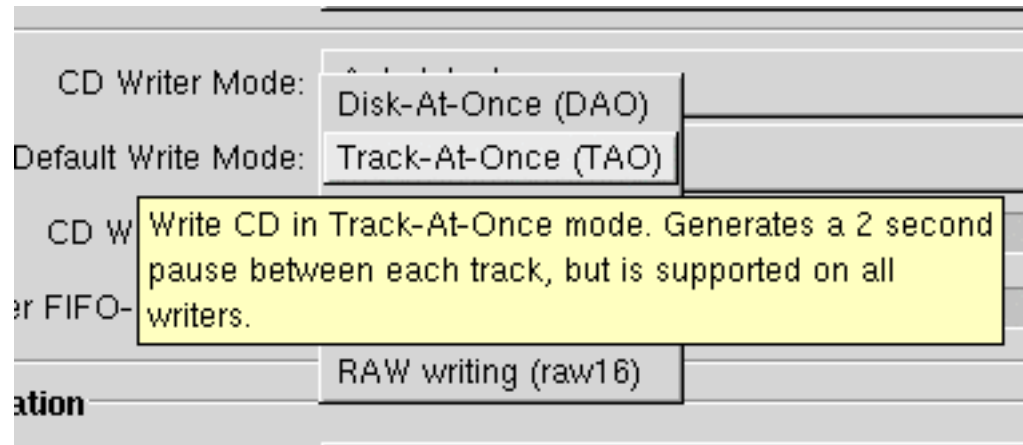 CD Writer Mode:
Disk-At-Once (DAO)
Default Write Mode:
Track-At-Once (TAO)
CD W
Write CD in Track-At-Once mode. Generates a 2 second
pause between each track, but is supported on all
writers.
er FIFO-
RAW writing (raw16)
ation